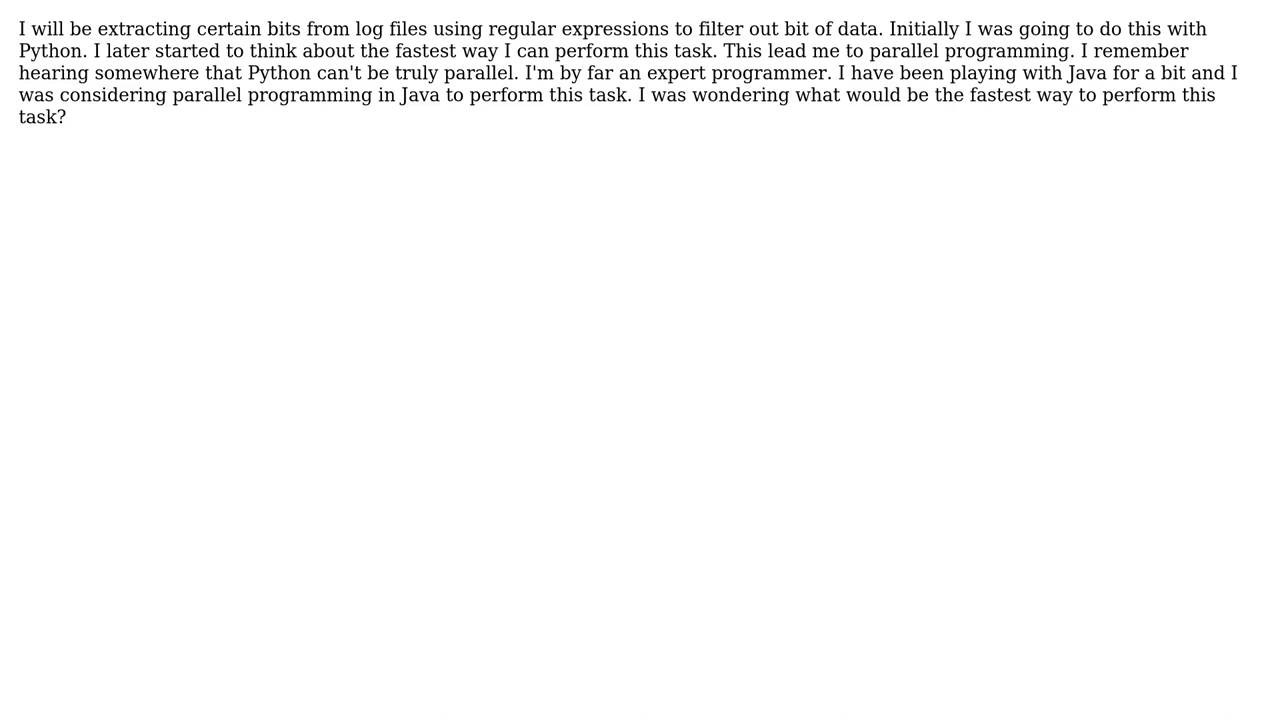 I will be extracting certain bits from log files using regular expressions to filter out bit of data. Initially I was going to do this with
Python. I later started to think about the fastest way I can perform this task. This lead me to parallel programming. I remember
hearing somewhere that Python can't be truly parallel. I'm by far an expert programmer. I have been playing with Java for a bit and I
was considering parallel programming in Java to perform this task. I was wondering what would be the fastest way to perform this
task?